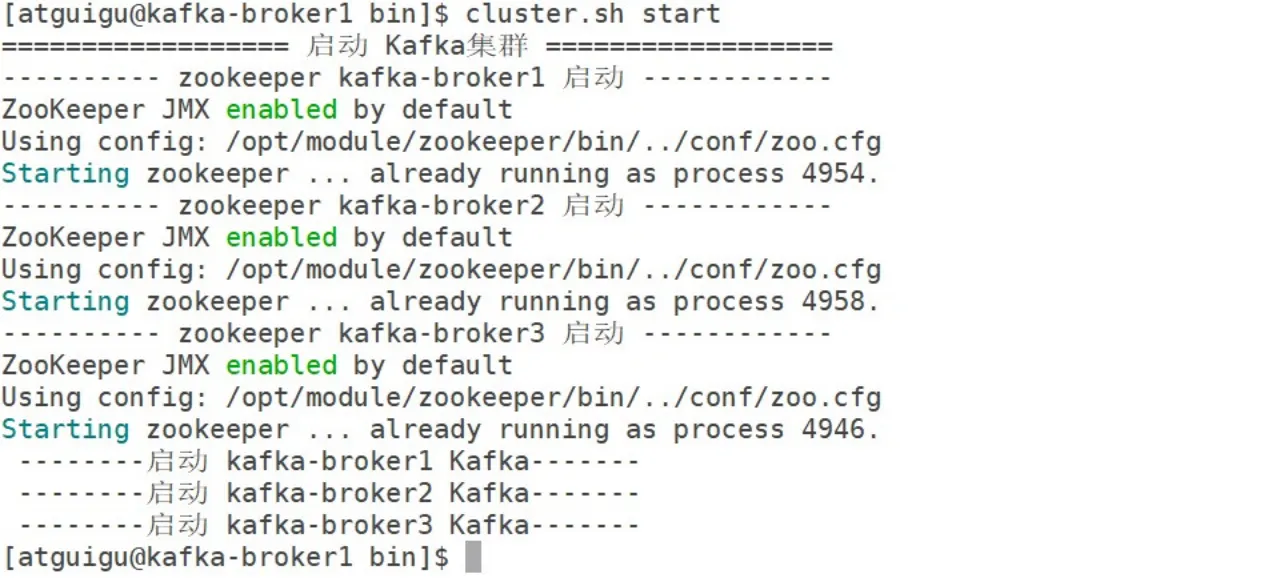 [atguigu@kafka-broker1 bin]$ cluster.sh start
================== 启动 Kafka集群 ==================
---------- zookeeper kafka-broker1 启动 ------------
ZooKeeper JMX enabled by default
Using config: /opt/module/zookeeper/bin/../conf/zoo.cfg
Starting zookeeper ... already running as process 4954.
---------- zookeeper kafka-broker2 启动 ------------
ZooKeeper JMX enabled by default
Using config: /opt/module/zookeeper/bin/../conf/zoo.cfg
Starting zookeeper ... already running as process 4958.
---------- zookeeper kafka-broker3 启动 ------------
ZooKeeper JMX enabled by default
Using config: /opt/module/zookeeper/bin/../conf/zoo.cfg
Starting zookeeper ... already running as process 4946.
 --------启动 kafka-broker1 Kafka-------
 --------启动 kafka-broker2 Kafka-------
 --------启动 kafka-broker3 Kafka-------
[atguigu@kafka-broker1 bin]$